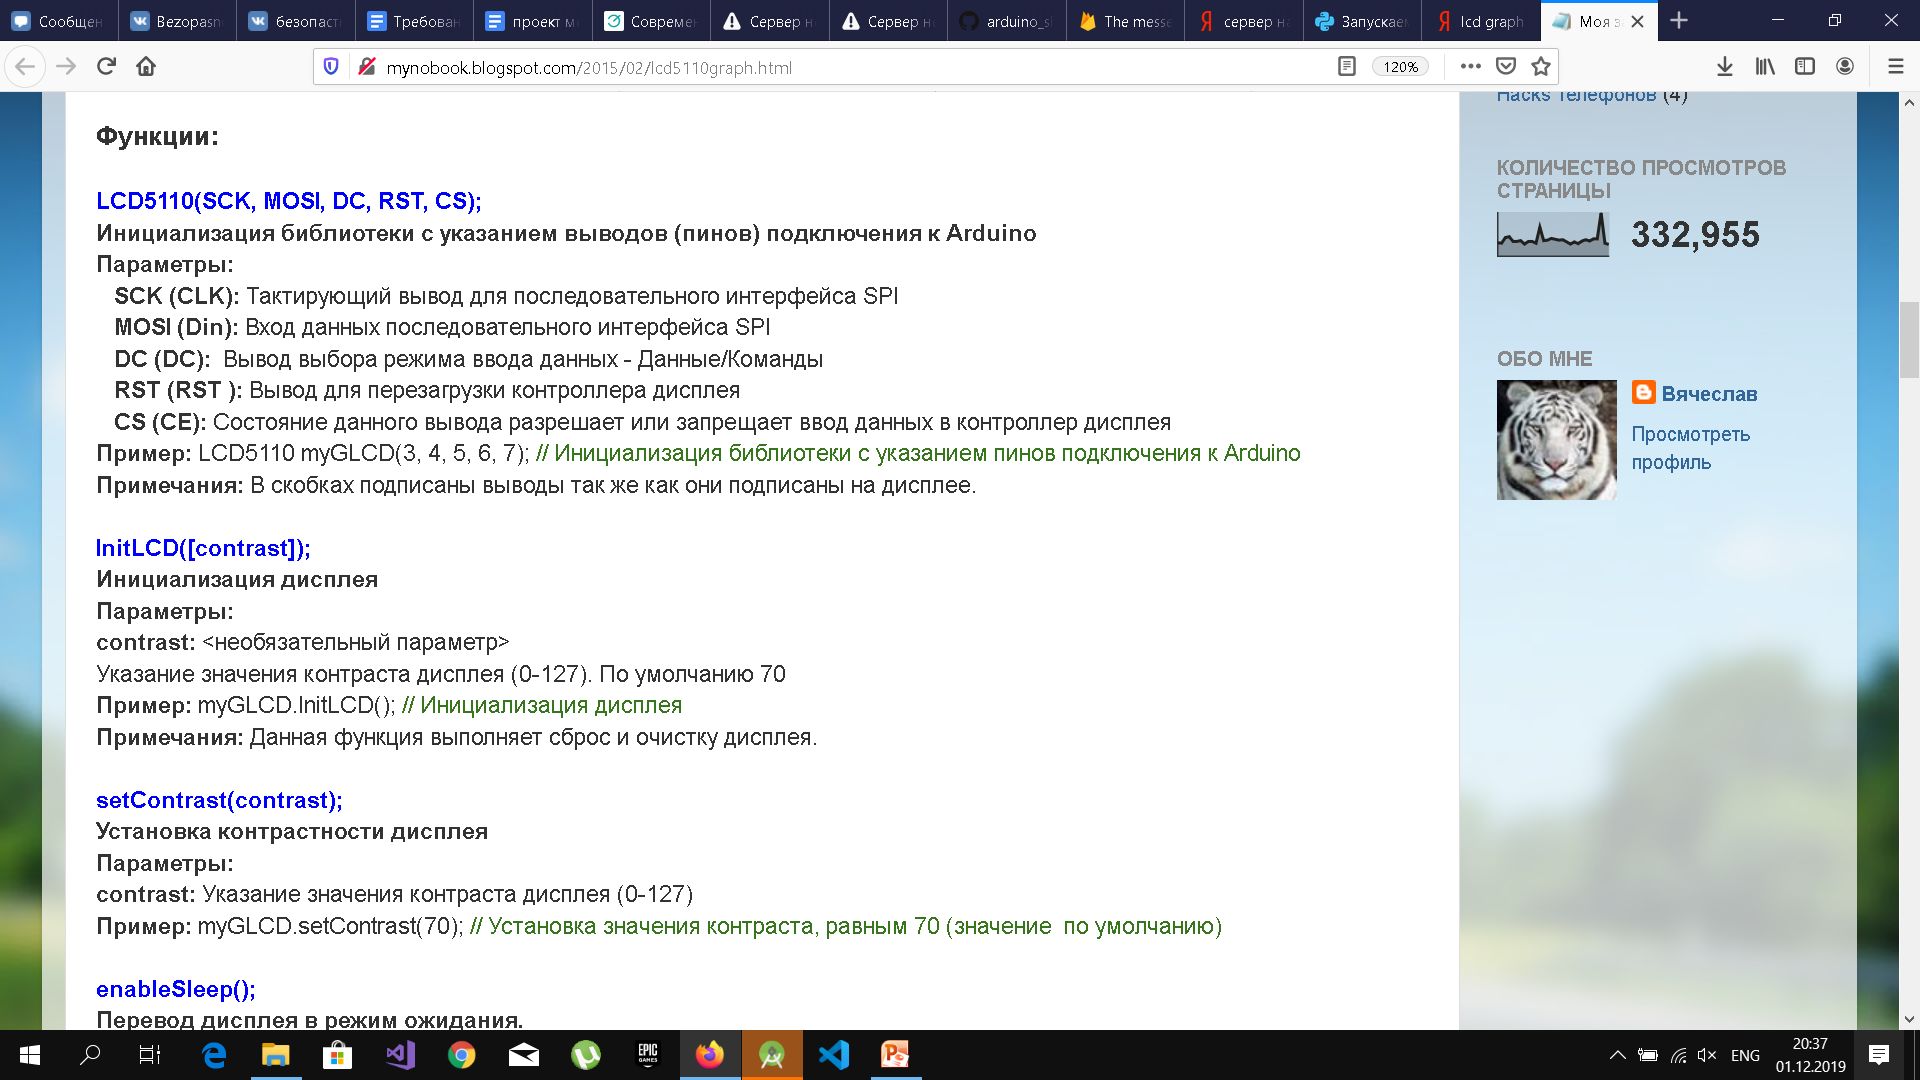 Сообщен
Bezopasn
безопаст
Требован
проект м
Совреме
Сервер н
Сервер н
arduino_s
The messe
сервер на
Запускаем
lcd graph
Моя з
mynobook.blogspot.com/2015/02/lcd5110graph.html
120%
Функции:
LCD5110(SCK, MOSI, DC, RST, CS);
Инициализация библиотеки с указанием выводов (пинов) подключения к Arduino
Параметры:
SCK (CLK): Тактирующий вывод для последовательного интерфейса SPI
MOSI (Din): Вход данных последовательного интерфейса SPI
DC (DC): Вывод выбора режима ввода данных - Данные/Команды
RST (RST ): Вывод для перезагрузки контроллера дисплея
CS (CE): Состояние данного вывода разрешает или запрещает ввод данных в контроллер дисплея
Пример: LCD5110 myGLCD(3, 4, 5, 6, 7); // Инициализация библиотеки с указанием пинов подключения к Arduino
Примечания: В скобках подписаны выводы так же как они подписаны на дисплее.
InitLCD([contrast]);
Инициализация дисплея
Параметры:
contrast: <необязательный параметр>
Указание значения контраста дисплея (0-127). По умолчанию 70
Пример: myGLCD.InitLCD(); // Инициализация дисплея
Примечания: Данная функция выполняет сброс и очистку дисплея.
setContrast(contrast);
Установка контрастности дисплея
Параметры:
contrast: Указание значения контраста дисплея (0-127)
Пример: myGLCD.setContrast(70); // Установка значения контраста, равным 70 (значение по умолчанию)
enableSleep();
Перевод дисплея в режим ожидания.
Hacks Телефонов (4)
КОЛИЧЕСТВО ПРОСМОТРОВ
СТРАНИЦЫ
332,955
ОБО МНЕ
Вячеслав
Просмотреть
профиль
EPIC
GAMES
ENG
20:37
01.12.2019